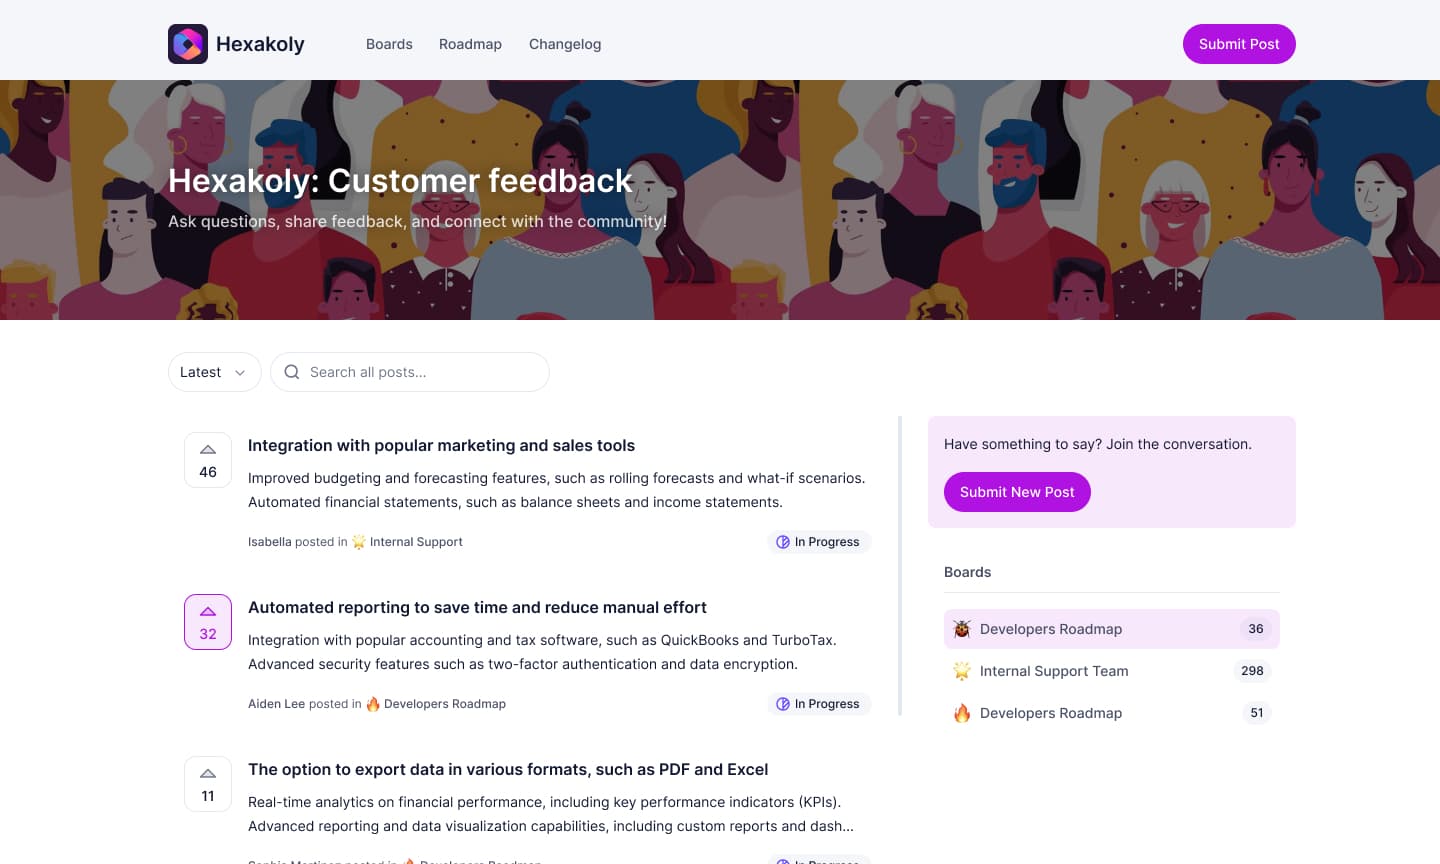 Hexakoly
Boards
Roadmap
Changelog
Submit Post
Hexakoly: Customer feedback
Ask questions, share feedback, and connect with the community!
Latest
Search all posts...
46
Integration with popular marketing and sales tools
Improved budgeting and forecasting features, such as rolling forecasts and what-if scenarios.
Automated financial statements, such as balance sheets and income statements.
Isabella posted in Internal Support
In Progress
32
Automated reporting to save time and reduce manual effort
Integration with popular accounting and tax software, such as QuickBooks and TurboTax.
Advanced security features such as two-factor authentication and data encryption.
Aiden Lee posted in Developers Roadmap
In Progress
11
The option to export data in various formats, such as PDF and Excel
Real-time analytics on financial performance, including key performance indicators (KPIs).
Advanced reporting and data visualization capabilities, including custom reports and dash...
Sophie Martinez posted in Developers Roadmap
In Progress
Have something to say? Join the conversation.
Submit New Post
Boards
Developers Roadmap 36
Internal Support Team 298
Developers Roadmap 51